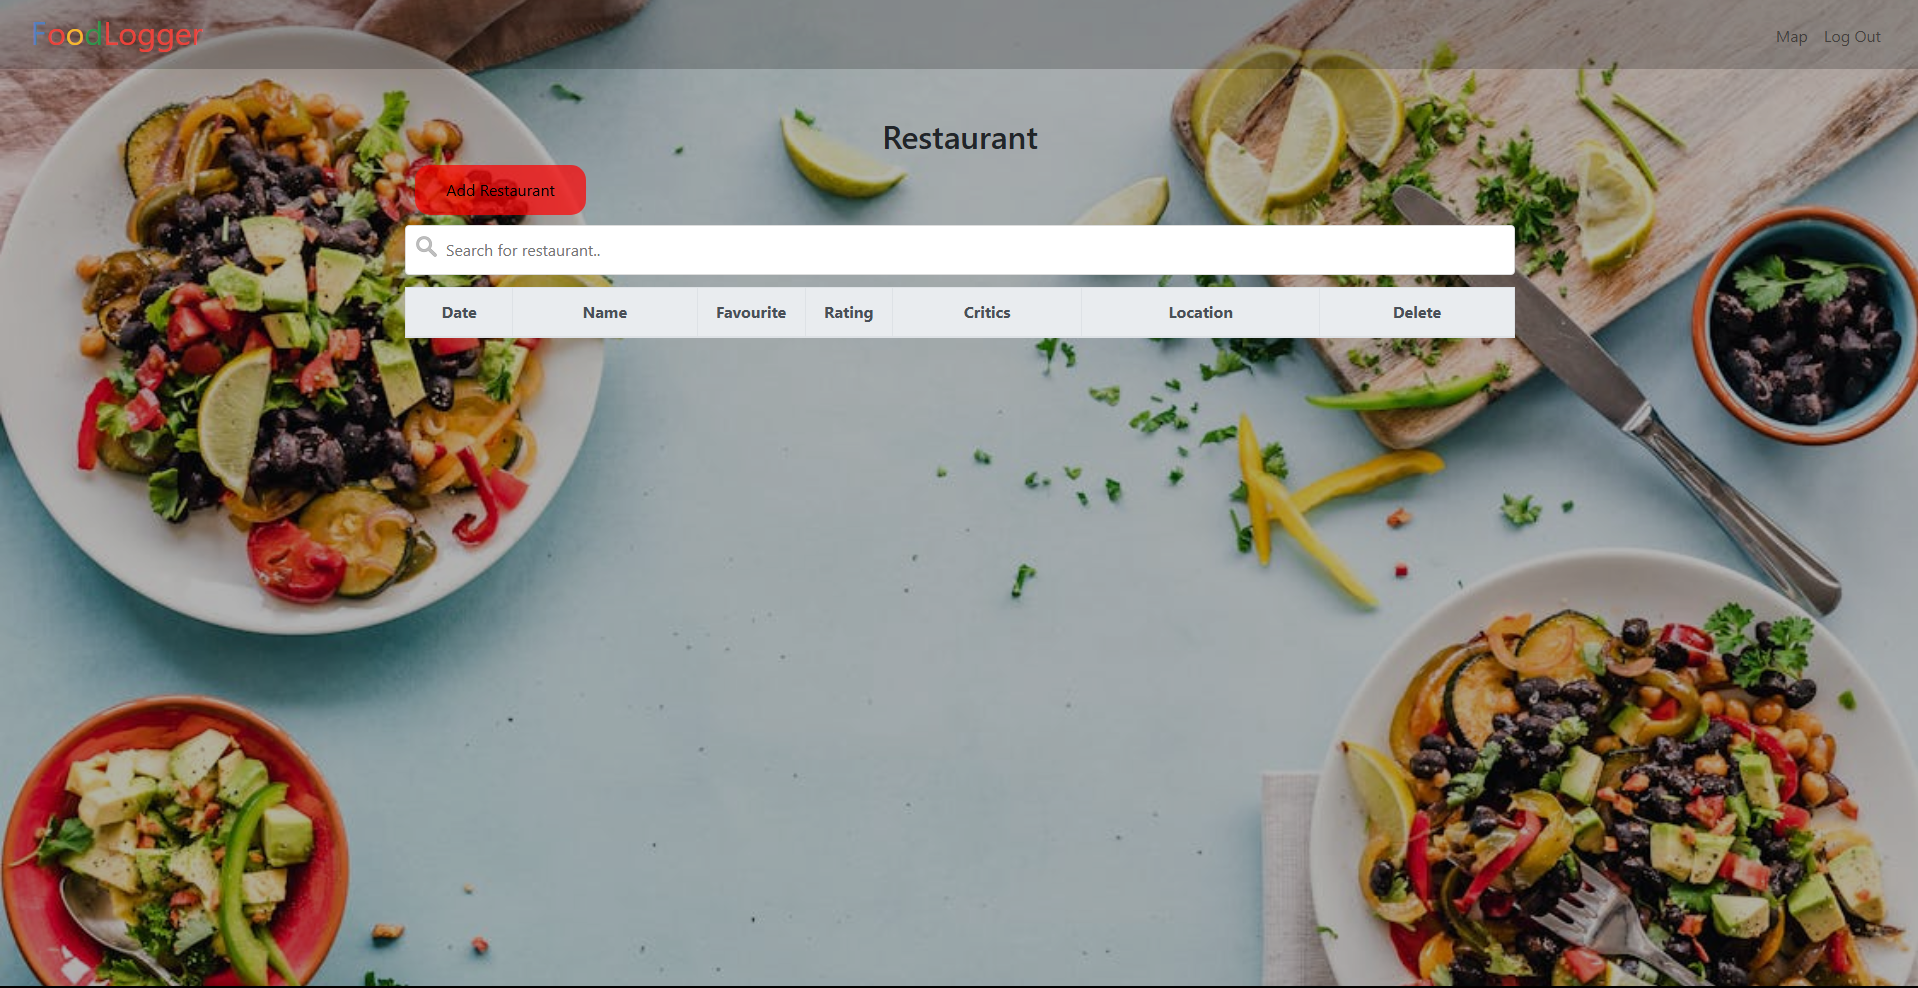 FoodLogger
Map Log Out
Restaurant
Add Restaurant
Search for restaurant..
Date Name Favourite Rating Critics Location Delete